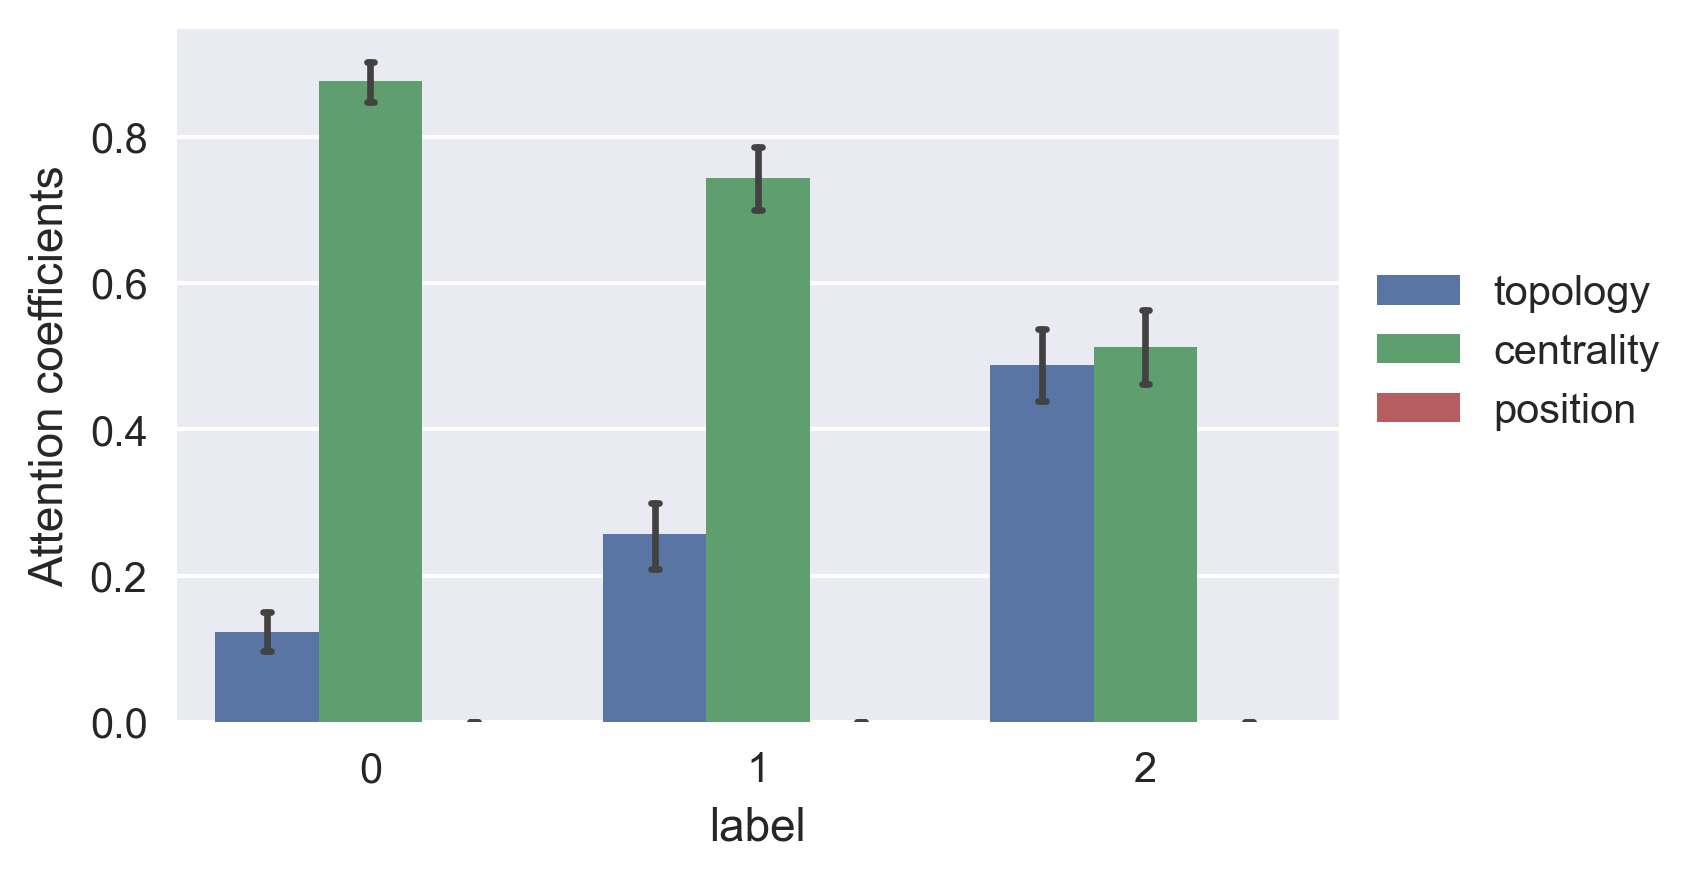 Attention coefficients
0.8
0.6
0.4
0.2
0.0
0 1 2
label
topology
centrality
position